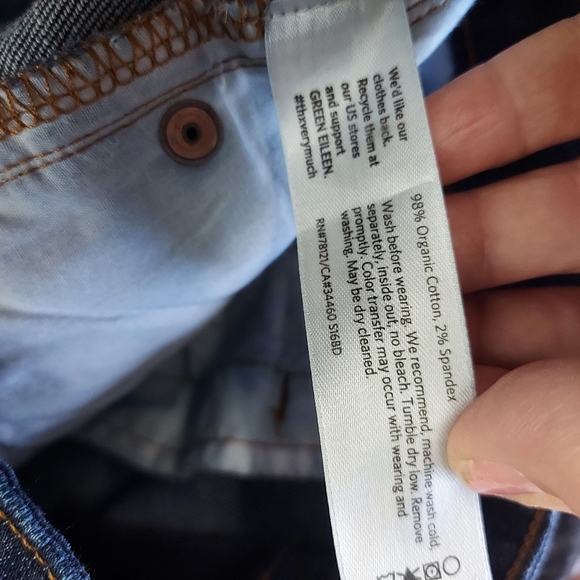 We'd like our
clothes back.
Recycle them at
our US stores
and support
GREEN EILEEN.
#thxverymuch
98% Organic Cotton, 2% Spandex
Wash before wearing. We recommend, machine wash cold,
separately, inside out, no bleach. Tumble dry low. Remove
promptly. Color transfer may occur with wearing and
washing. May be dry cleaned.
RN#78121/CA#34460 S16BD